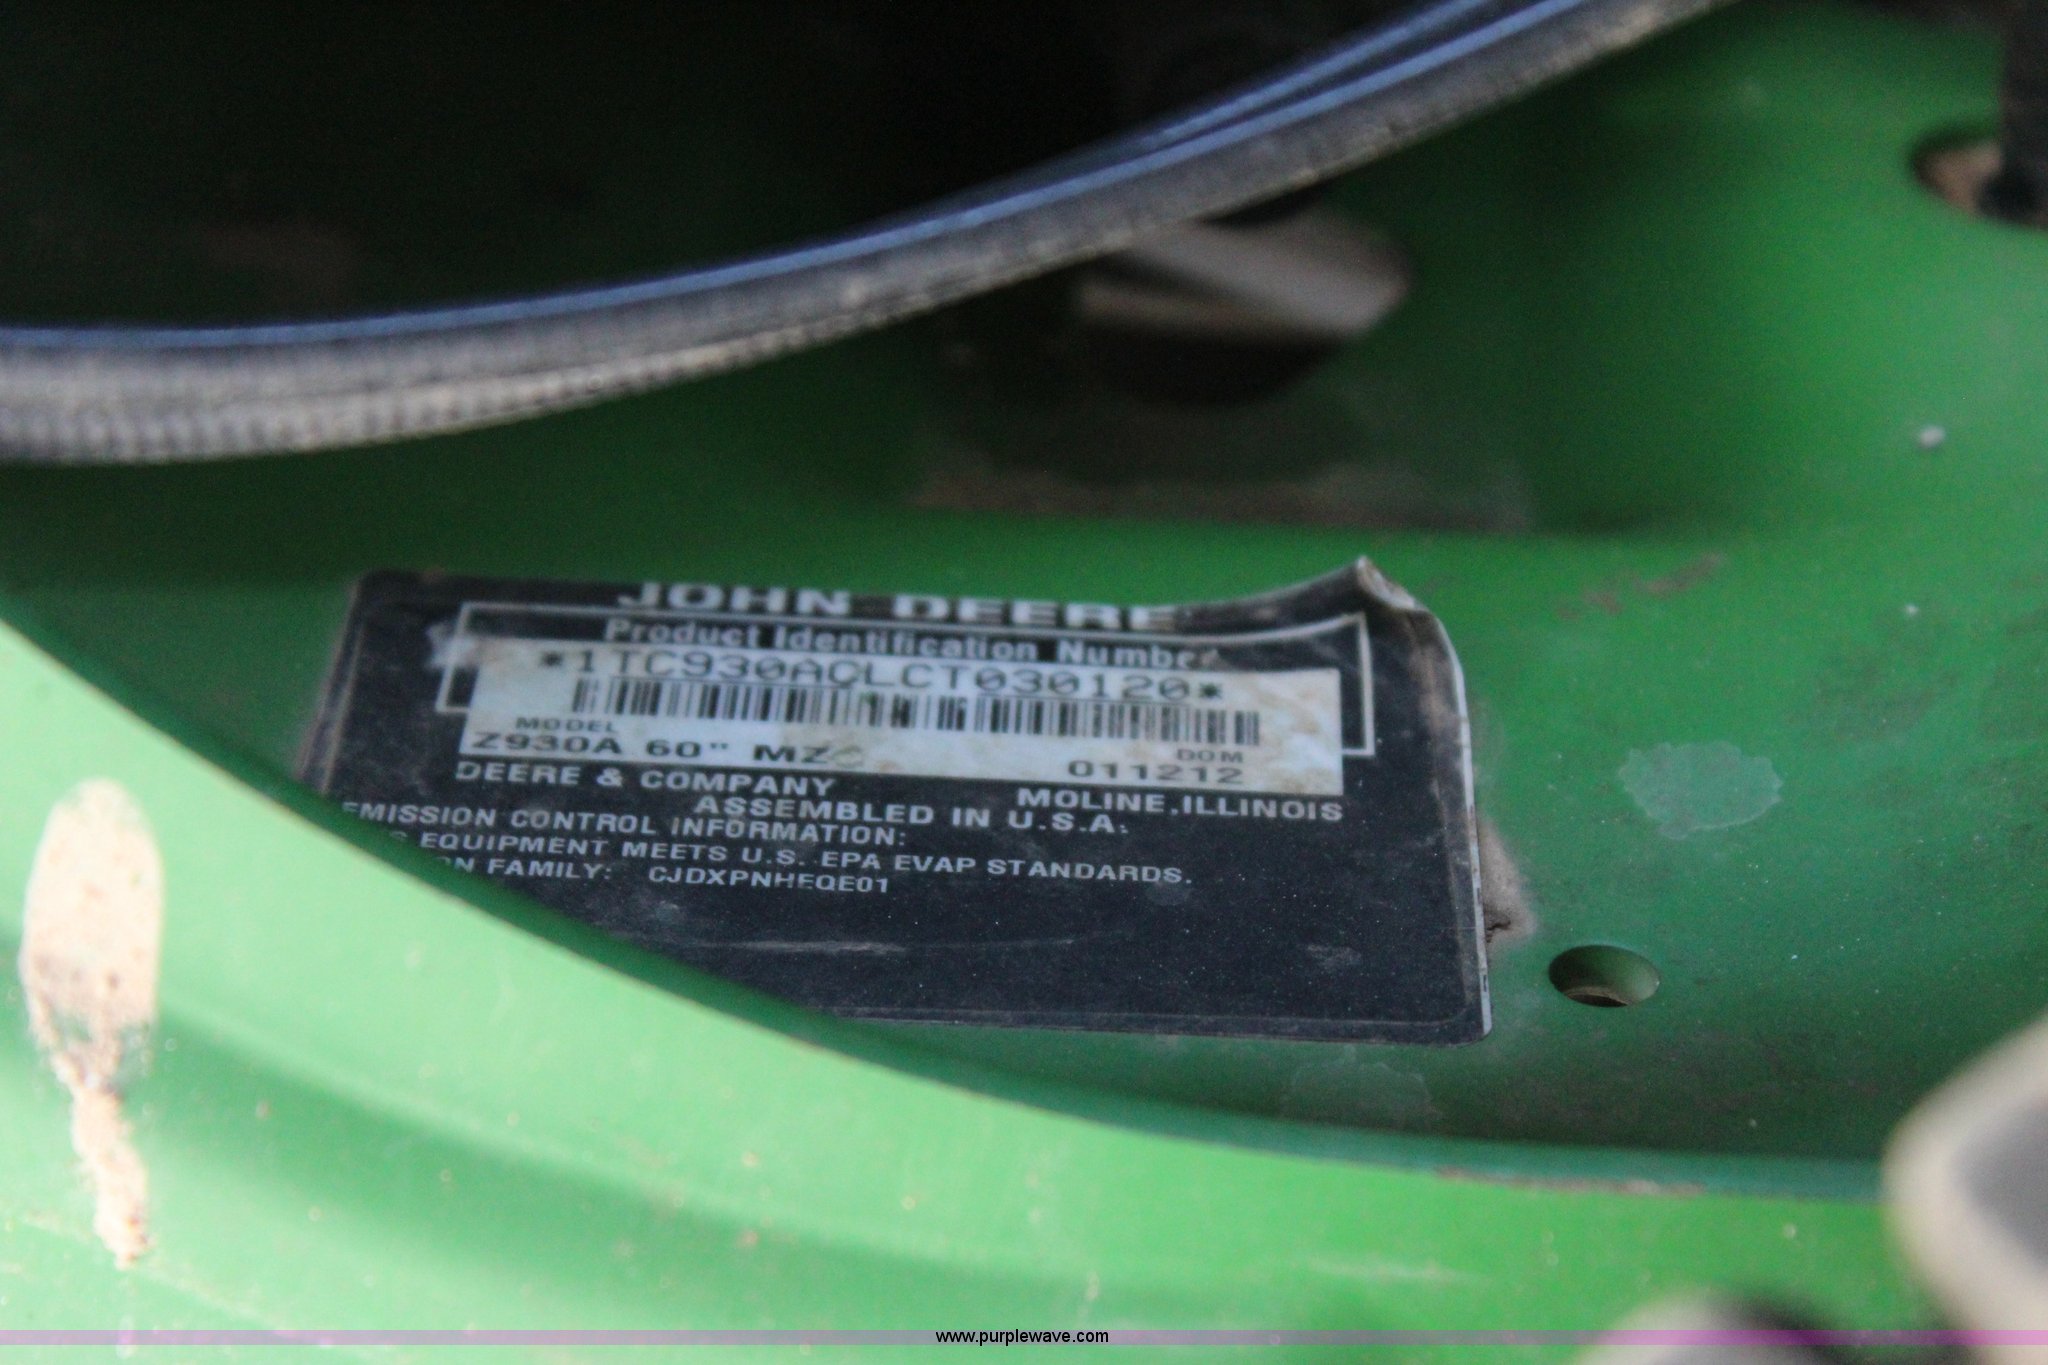 JOHN DEERE
Product Identification Number
*1TC930ACLCT030120*
MODEL
DOM
Z930A 60" MZG
011212
DEERE & COMPANY MOLINE, ILLINOIS
ASSEMBLED IN U.S.A.
EMISSION CONTROL INFORMATION:
EQUIPMENT MEETS U.S. EPA EVAP STANDARDS.
FAMILY: CJDXPNHEQE01
www.purplewave.com